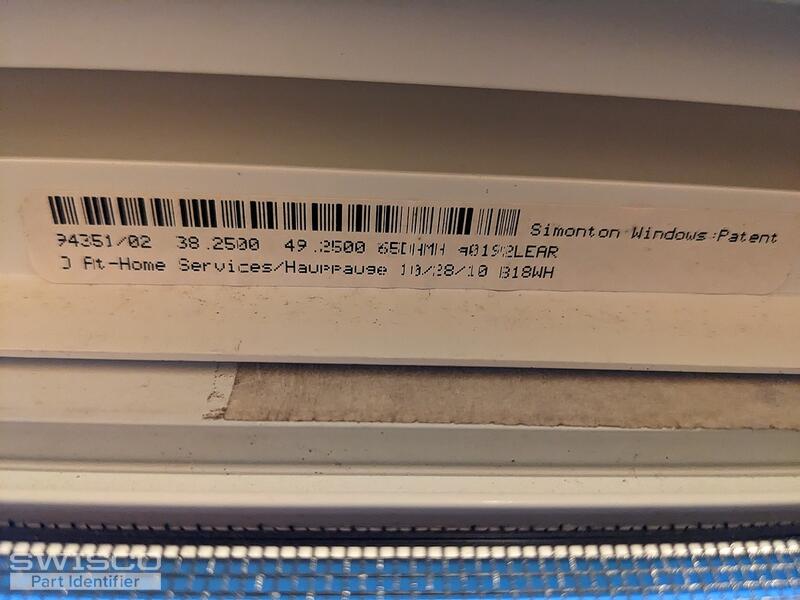 Simonton Windows:Patent
94351/02 38.2500 49.2500 65DHMH
At-Home Services/Hauppauge 10/28/10 B18WH
SWISCO
Part Identifier